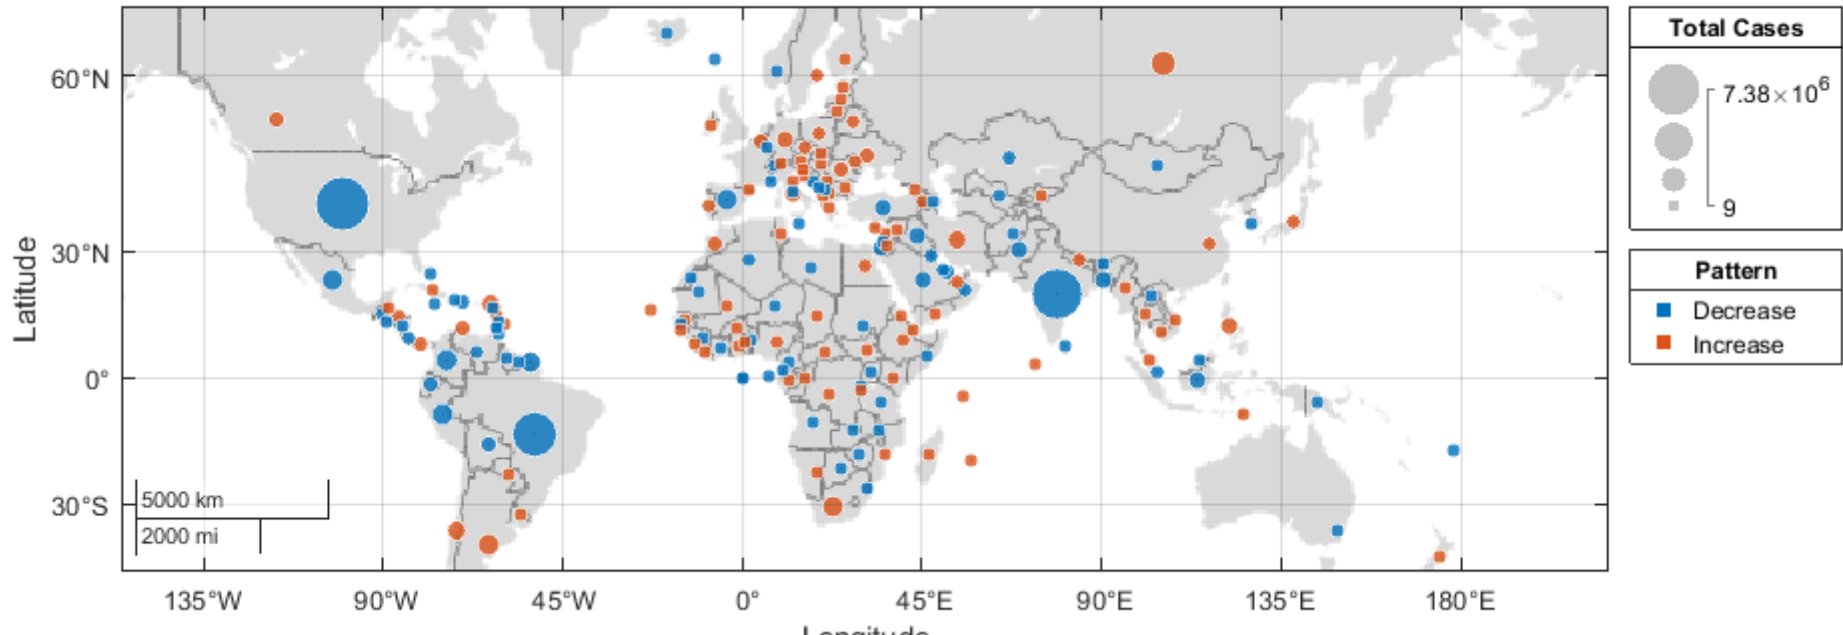 60°N
30°N
0°
30°S
Latitude
5000 km
2000 mi
135°W
90°W
45°W
0°
45°E
90°E
135°E
180°E
Longitude
Total Cases
7.38×10⁶
9
Pattern
Decrease
Increase